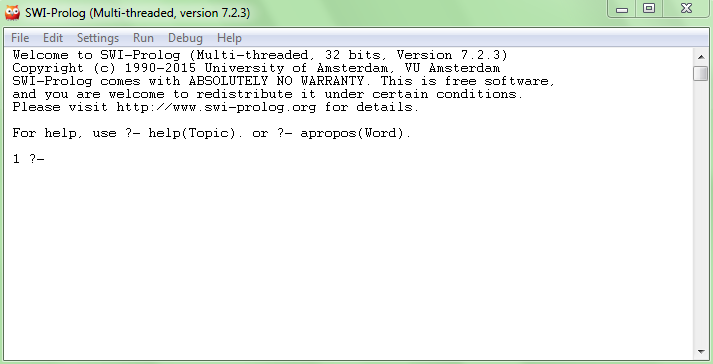 SWI-Prolog (Multi-threaded, version 7.2.3)
File Edit Settings Run Debug Help
Welcome to SWI-Prolog (Multi-threaded, 32 bits, Version 7.2.3)
Copyright (c) 1990-2015 University of Amsterdam, VU Amsterdam
SWI-Prolog comes with ABSOLUTELY NO WARRANTY. This is free software,
and you are welcome to redistribute it under certain conditions.
Please visit http://www.swi-prolog.org for details.
For help, use ?- help(Topic). or ?- apropos(Word).
1 ?-